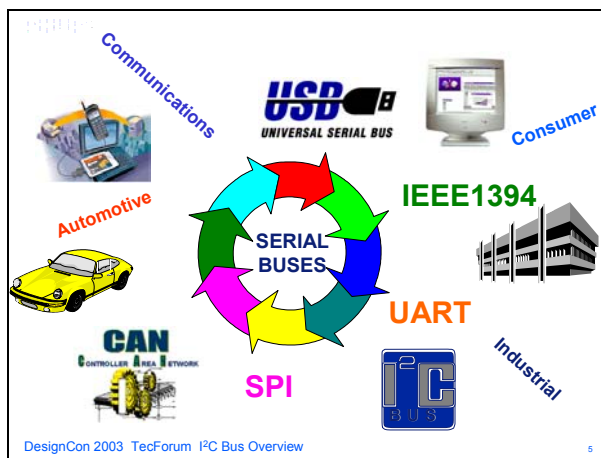 PHILIPS
Communications
USB
UNIVERSAL SERIAL BUS
Consumer
IEEE1394
Automotive
SERIAL
BUSES
UART
CAN
CONTROLLER AREA NETWORK
SPI
I²C
BUS
Industrial
DesignCon 2003 TecForum I²C Bus Overview
5